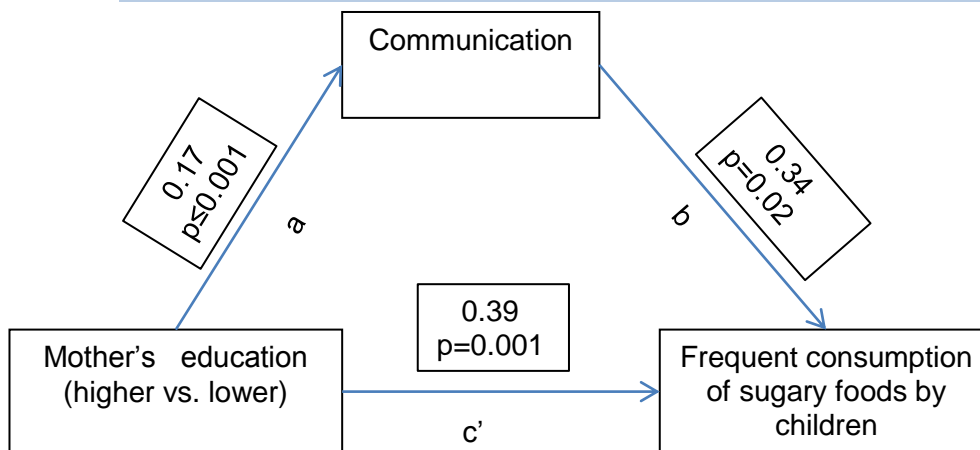 Communication
0.17
p≤0.001
a
0.34
p=0.02
b
0.39
p=0.001
Mother's education
(higher vs. lower)
c'
Frequent consumption
of sugary foods by
children